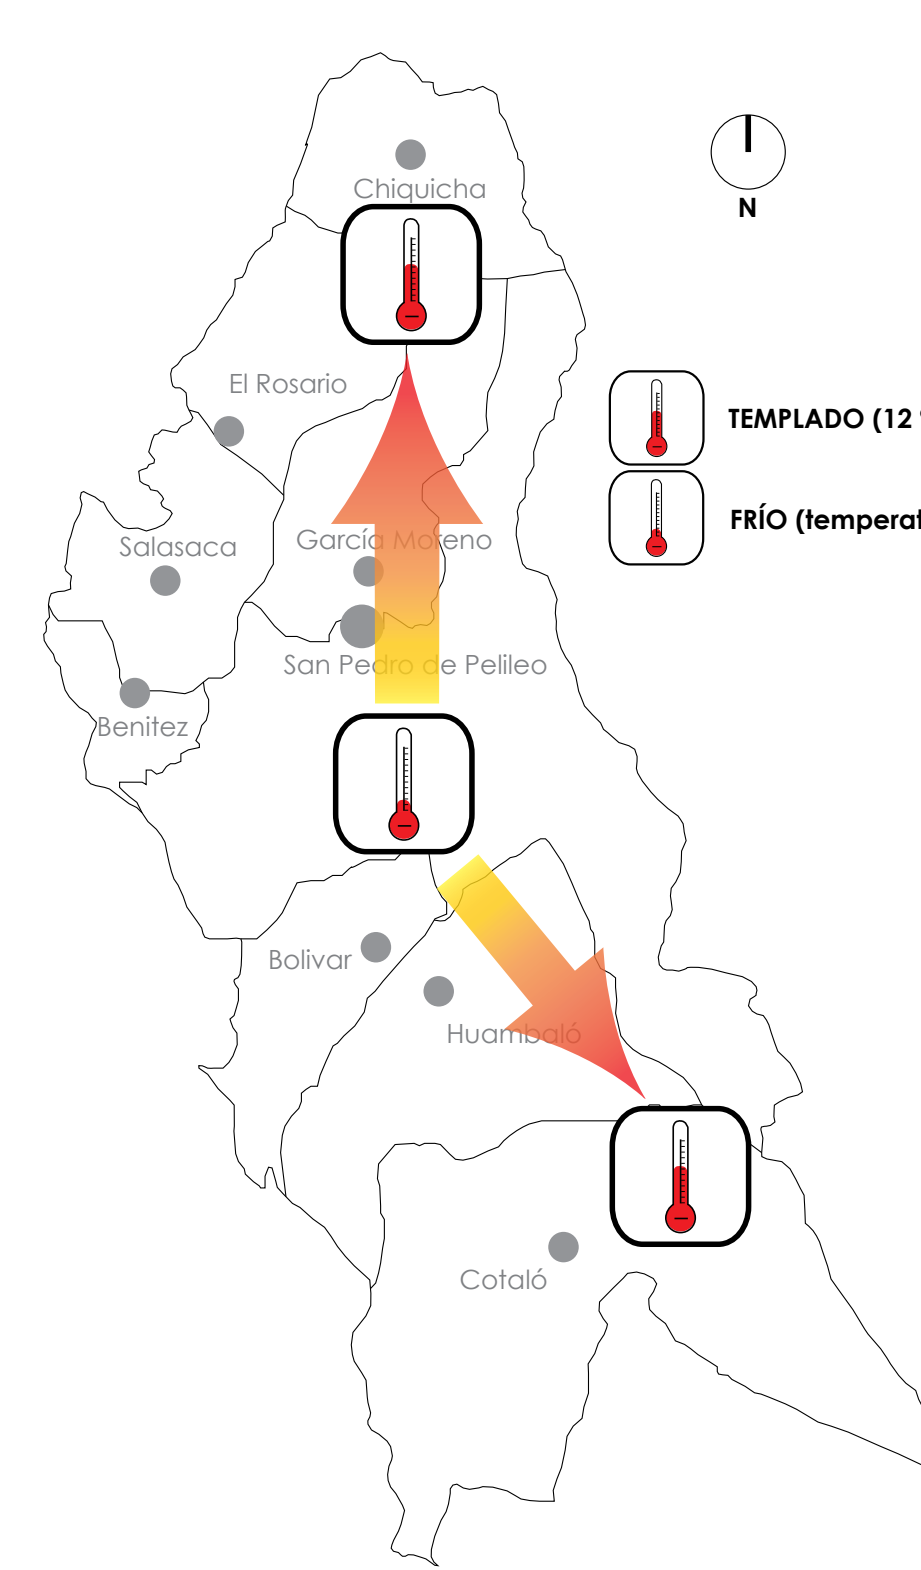 Chiquicha
N
El Rosario
TEMPLADO (12
FRÍO (temperat
García Moreno
Salasaca
San Pedro de Pelileo
Benitez
Bolivar
Huambaló
Cotaló